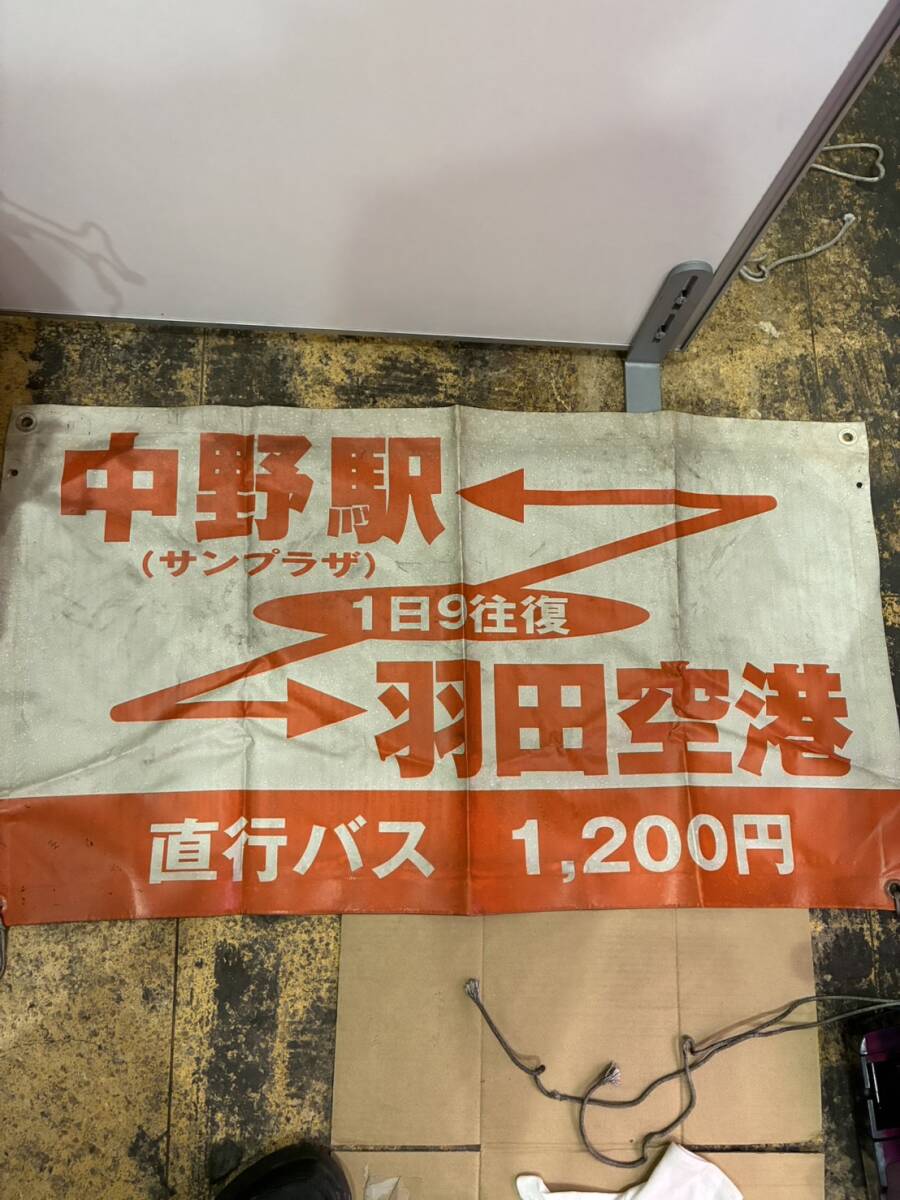 中野駅
(サンプラザ)
1日9往復
羽田空港
直行バス 1,200円